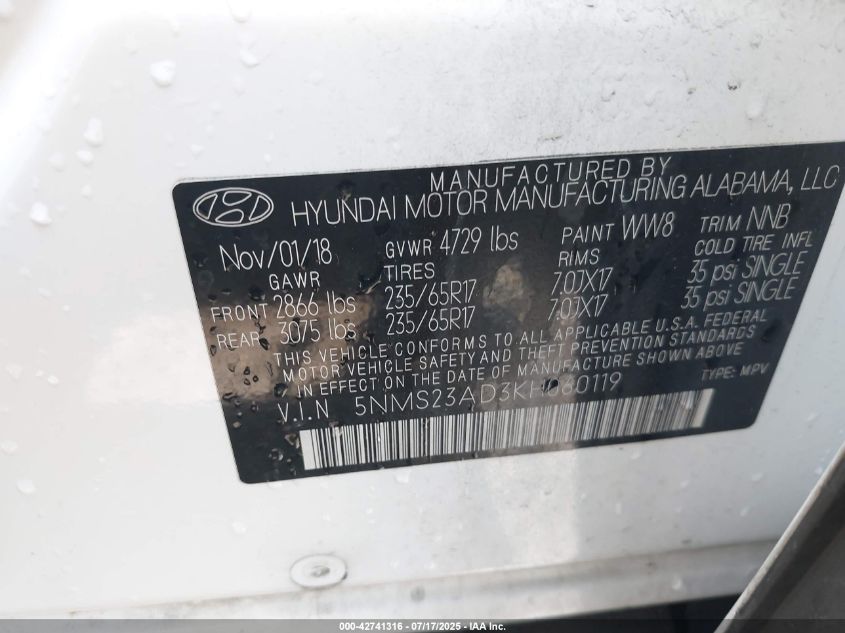 MANUFACTURED BY
HYUNDAI MOTOR MANUFACTURING ALABAMA, LLC
Nov/01/18 GVWR 4729 lbs PAINT WW8 TRIM NNB
GAWR TIRES RIMS COLD TIRE INFL
FRONT 2866 lbs 235/65R17 7.0JX17 35 psi SINGLE
REAR 3075 lbs 235/65R17 7.0JX17 35 psi SINGLE
THIS VEHICLE CONFORMS TO ALL APPLICABLE U.S.A. FEDERAL
MOTOR VEHICLE SAFETY AND THEFT PREVENTION STANDARDS
IN EFFECT ON THE DATE OF MANUFACTURE SHOWN ABOVE
V.I.N 5NMS23AD3KH060119 TYPE: MPV
000-42741316 - 07/17/2025 - IAA Inc.